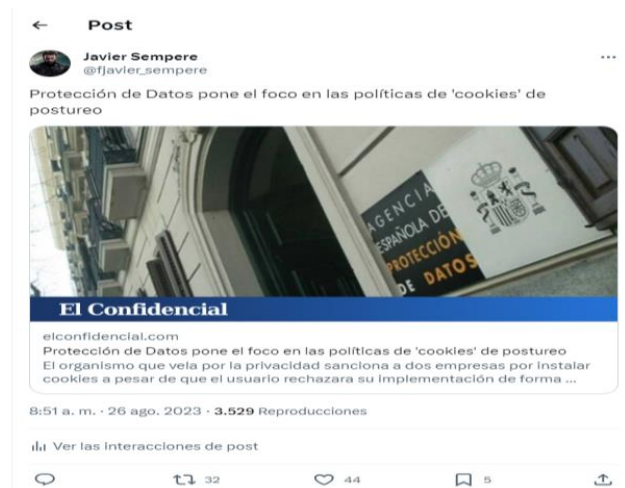 Post
Javier Sempere
@fjavier_sempere
Protección de Datos pone el foco en las políticas de 'cookies' de
postureo
AGENCIA
ESPAÑOLA DE
PROTECCIÓN
DE DATOS
El Confidencial
elconfidencial.com
Protección de Datos pone el foco en las políticas de 'cookies' de postureo
El organismo que vela por la privacidad sanciona a dos empresas por instalar
cookies a pesar de que el usuario rechazara su implementación de forma ...
8:51 a. m. · 26 ago. 2023 · 3.529 Reproducciones
Ver las interacciones de post
32 44 5